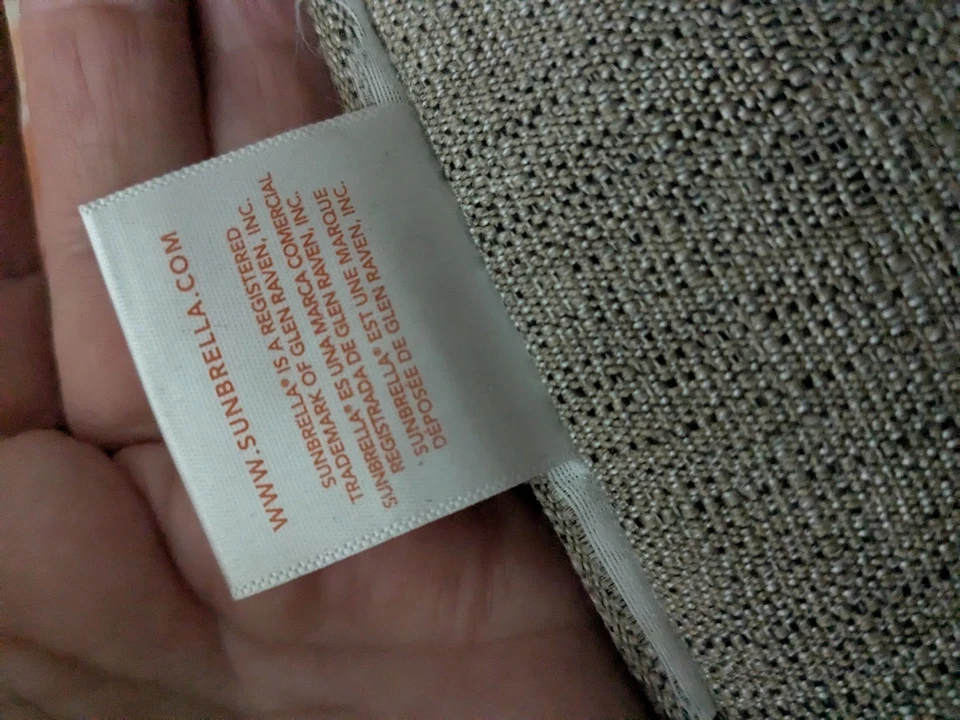 WWW.SUNBRELLA.COM
SUNBRELLA® IS A REGISTERED
TRADEMARK OF GLEN RAVEN, INC.
SUNBRELLA® ES UNA MARCA COMERCIAL
REGISTRADA DE GLEN RAVEN, INC.
SUNBRELLA® EST UNE MARQUE
DÉPOSÉE DE GLEN RAVEN, INC.